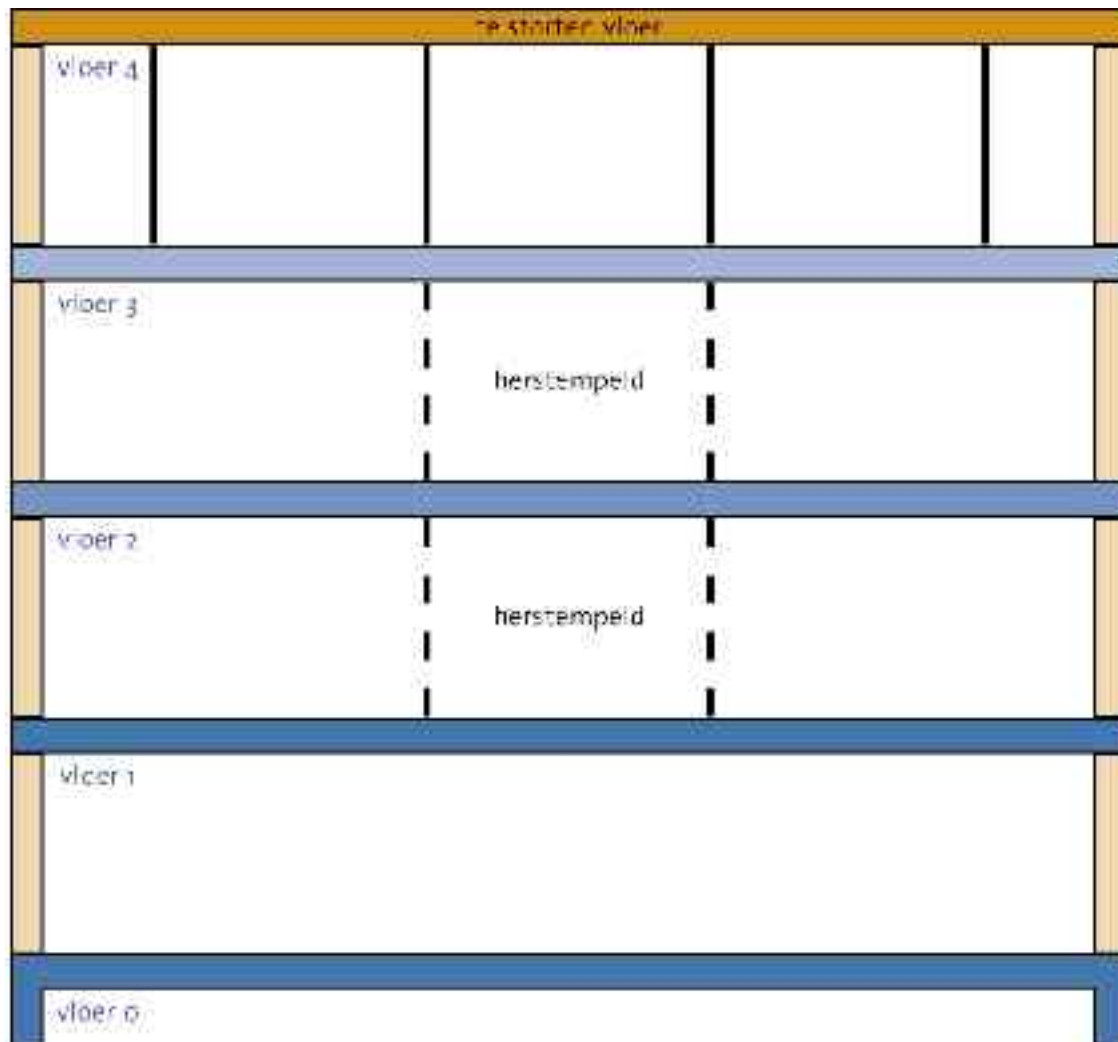 te storten vloer
vloer 4
vloer 3
herstempeld
vloer 2
herstempeld
vloer 1
vloer 0